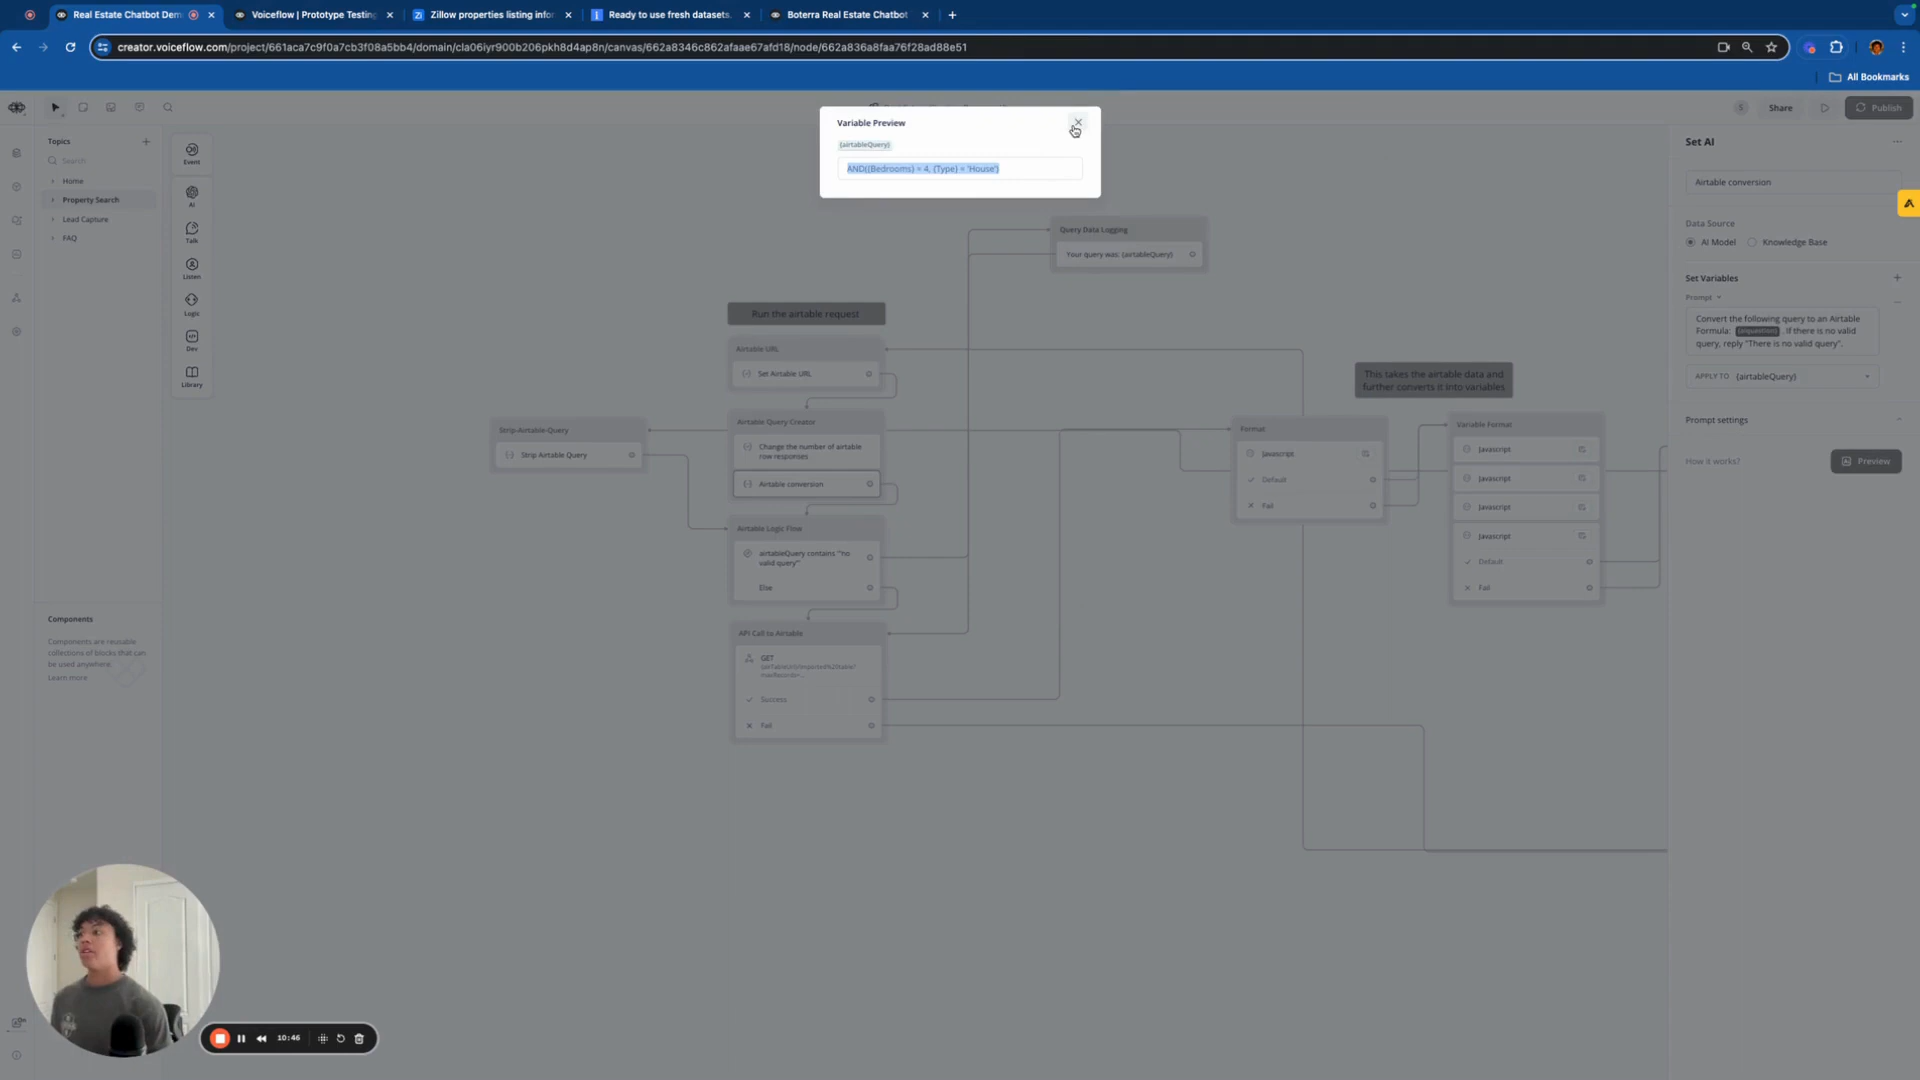 Real Estate Chatbot Dem
Voiceflow | Prototype Testing
Zillow properties listing infor
Ready to use fresh datasets.
Boterra Real Estate Chatbot
creator.voiceflow.com/project/661aca7c9f0a7cb3f08a5bb4/domain/cla06iyr900b206pkh8d4ap8n/canvas/662a8346c862afaae67afd18/node/662a836a8faa76f28ad88e51
All Bookmarks
Share
Publish
Variable Preview
{airtableQuery}
AND({Bedrooms} = 4, {Type} = 'House')
Topics
Search
Home
Property Search
Lead Capture
FAQ
Event
AI
Talk
Listen
Logic
Dev
Library
Components
Components are reusable
collections of blocks that can
be used anywhere.
Learn more
Query Data Logging
Your query was: {airtableQuery}
Run the airtable request
Airtable URL
Set Airtable URL
Strip-Airtable-Query
Strip Airtable Query
Airtable Query Creator
Change the number of airtable
row responses
Airtable conversion
Airtable Logic Flow
airtableQuery contains "no
valid query"
Else
API Call to Airtable
GET
Success
Fail
This takes the airtable data and
further converts it into variables
Format
Javascript
Default
Fail
Variable Format
Javascript
Javascript
Javascript
Javascript
Default
Fail
Set AI
Airtable conversion
Data Source
AI Model
Knowledge Base
Set Variables
Prompt
Convert the following query to an Airtable
Formula: {aiquestion} . If there is no valid
query, reply "There is no valid query".
APPLY TO {airtableQuery}
Prompt settings
How it works?
Preview
10:46